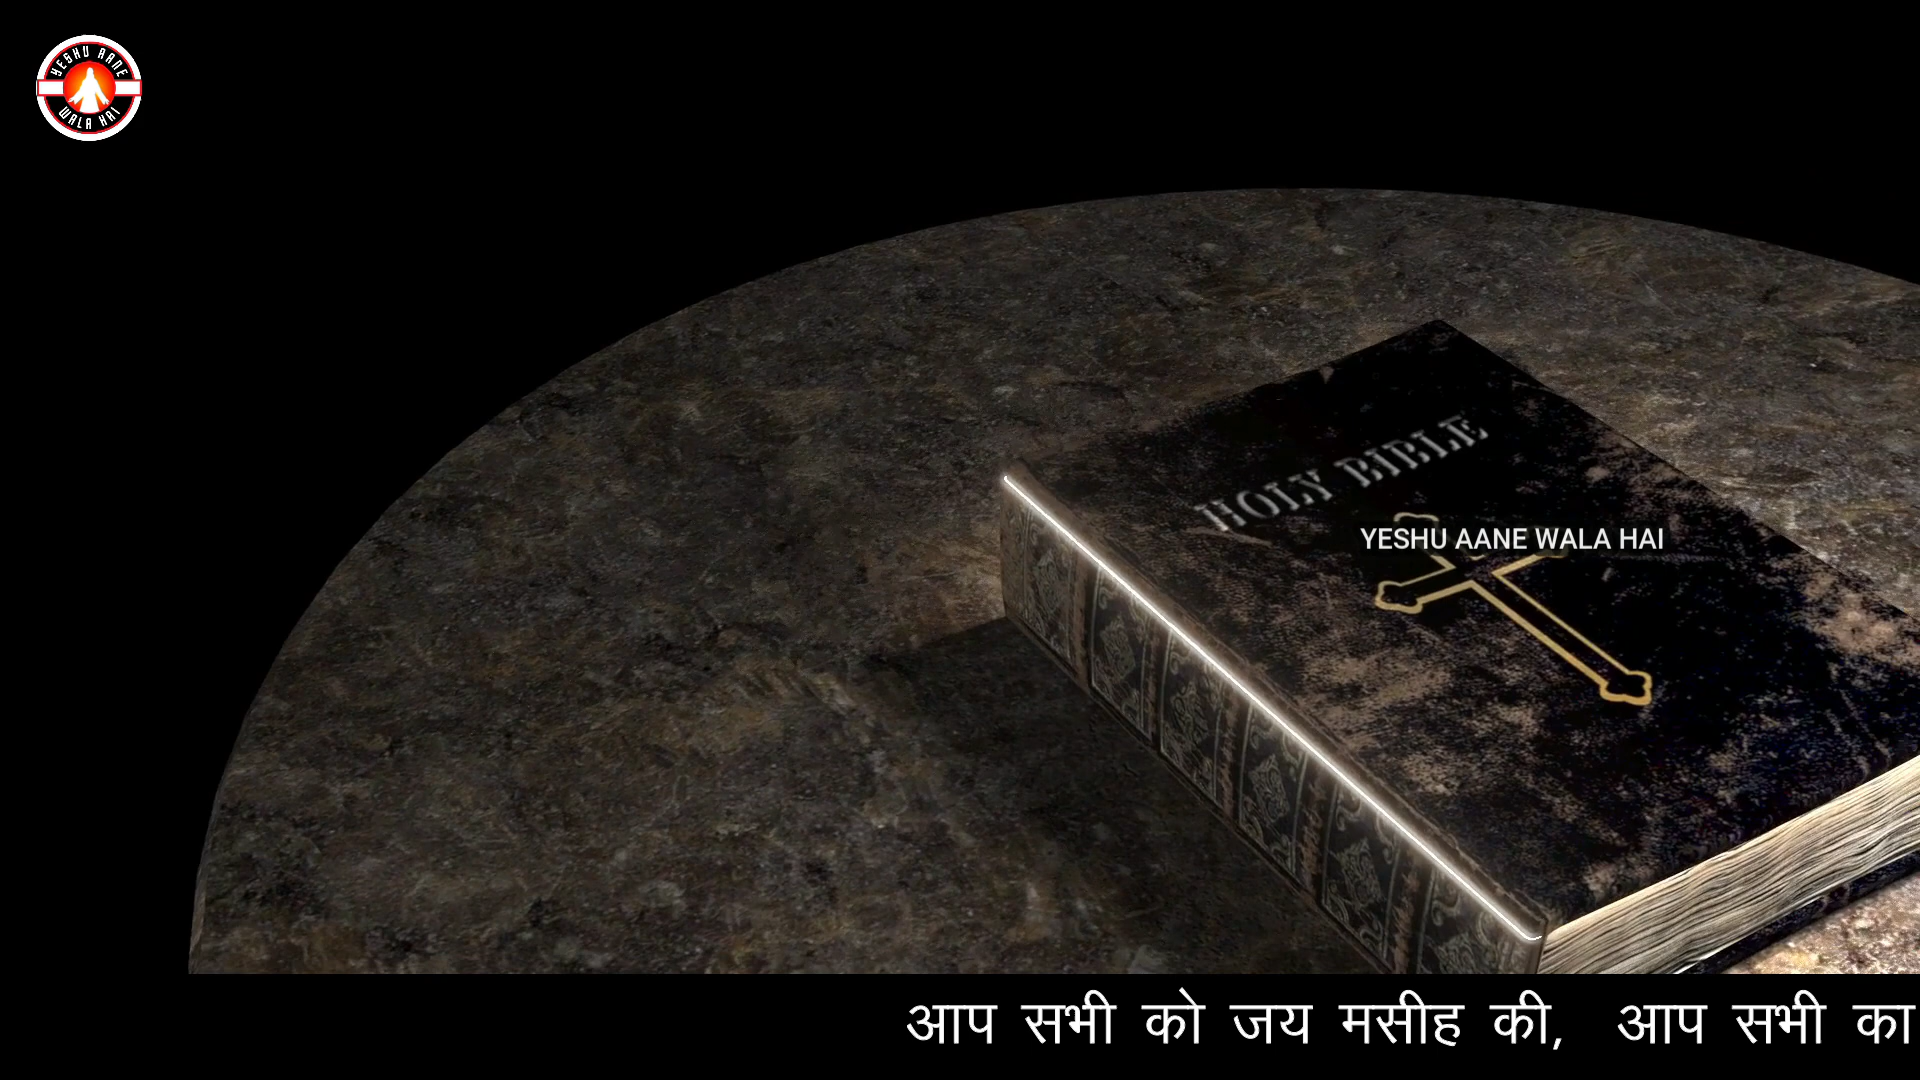 YESHU AANE
WALA HAI
HOLY BIBLE
YESHU AANE WALA HAI
आप सभी को जय मसीह की, आप सभी का